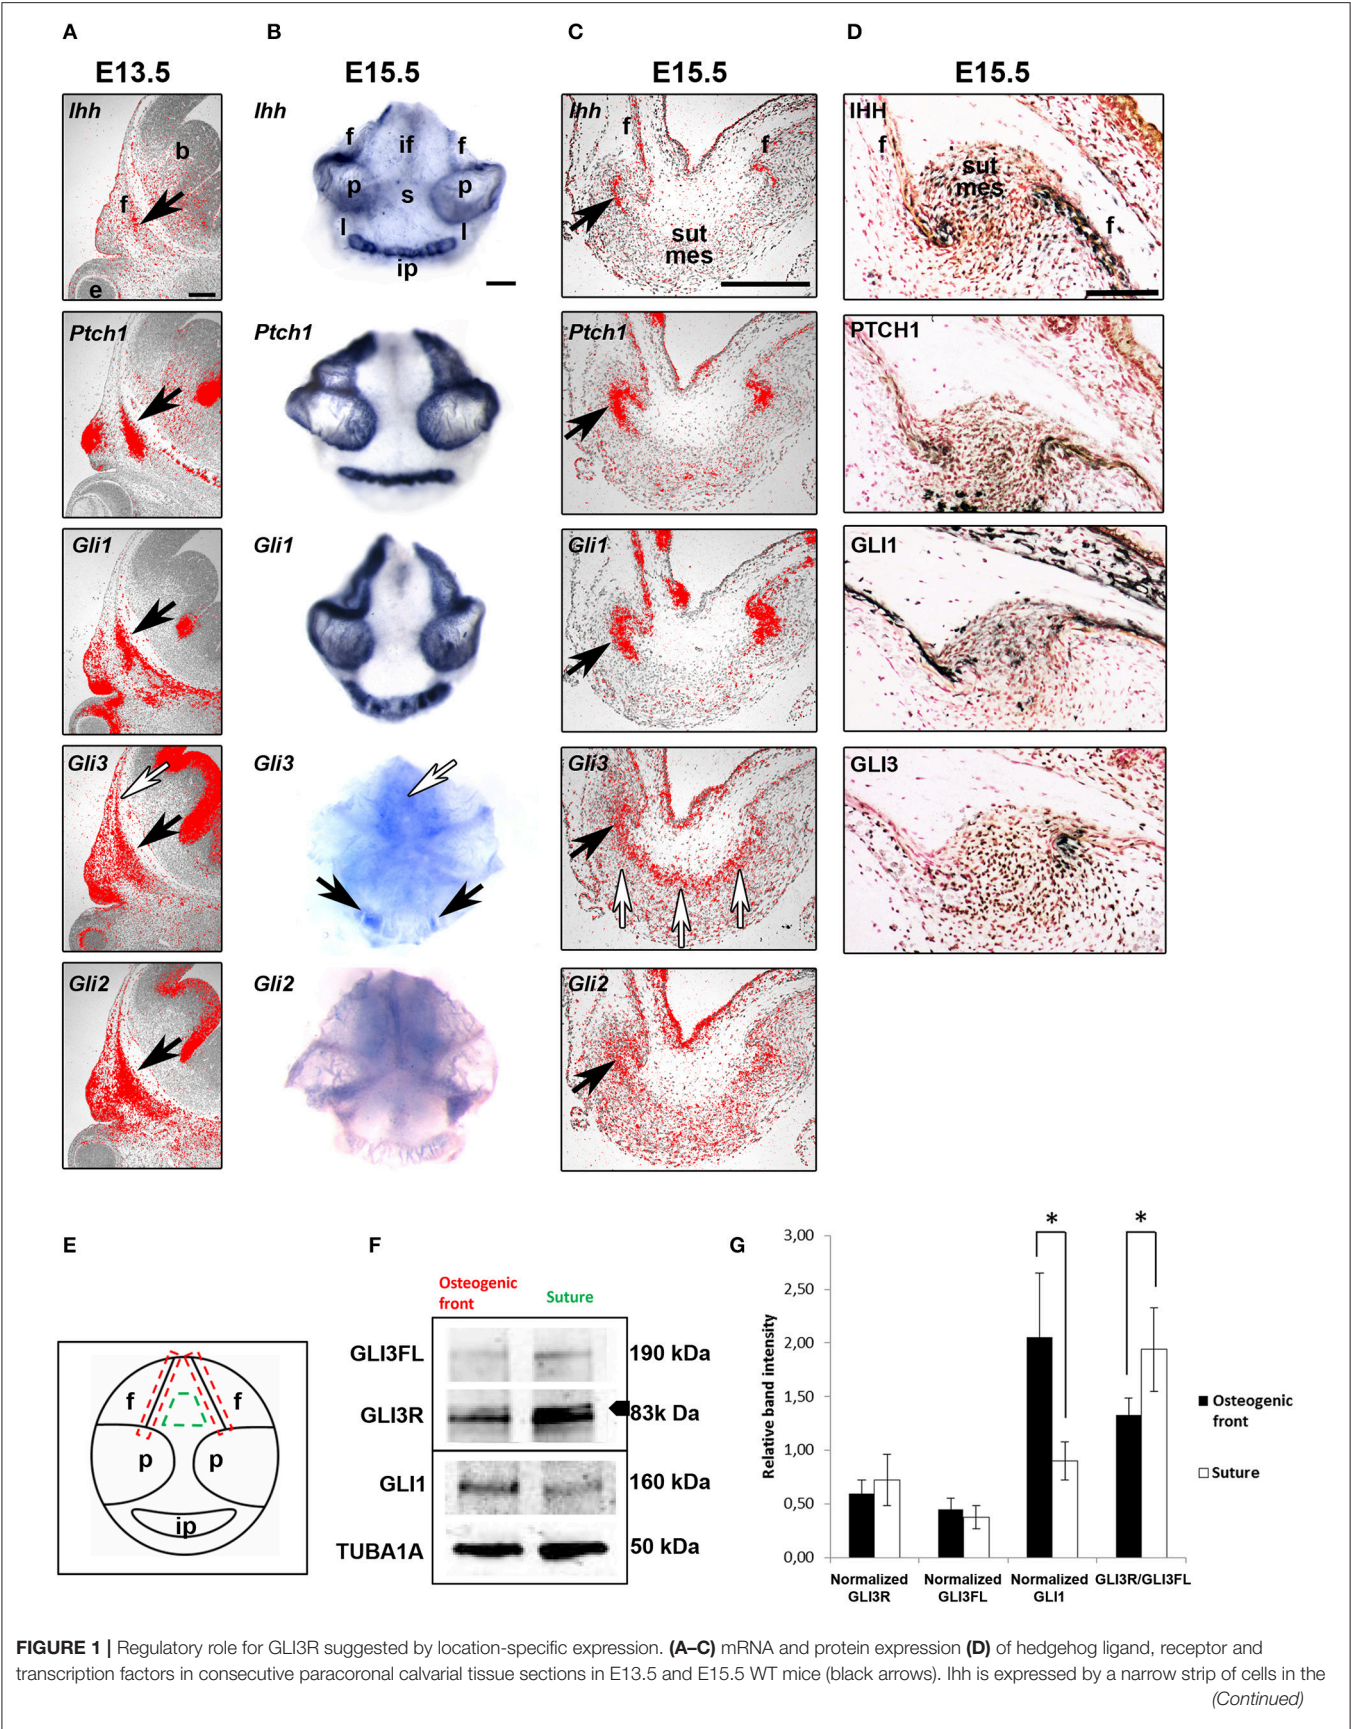 A B C D
E13.5 E15.5 E15.5 E15.5
Ihh
b
f
e
Ihh
f if f
p s p
l l
ip
Ihh
f f
sut
mes
IHH
f
sut
mes
f
Ptch1 Ptch1 Ptch1 PTCH1
Gli1 Gli1 Gli1 GLI1
Gli3 Gli3 Gli3 GLI3
Gli2 Gli2 Gli2
E
f f
p p
ip
F
Osteogenic
front
Suture
GLI3FL 190 kDa
GLI3R 83k Da
GLI1 160 kDa
TUBA1A 50 kDa
G
Relative band intensity
3,00
2,50
2,00
1,50
1,00
0,50
0,00
* *
Normalized
GLI3R
Normalized
GLI3FL
Normalized
GLI1
GLI3R/GLI3FL
Osteogenic
front
Suture
FIGURE 1 | Regulatory role for GLI3R suggested by location-specific expression. (A–C) mRNA and protein expression (D) of hedgehog ligand, receptor and
transcription factors in consecutive paracoronal calvarial tissue sections in E13.5 and E15.5 WT mice (black arrows). Ihh is expressed by a narrow strip of cells in the
(Continued)